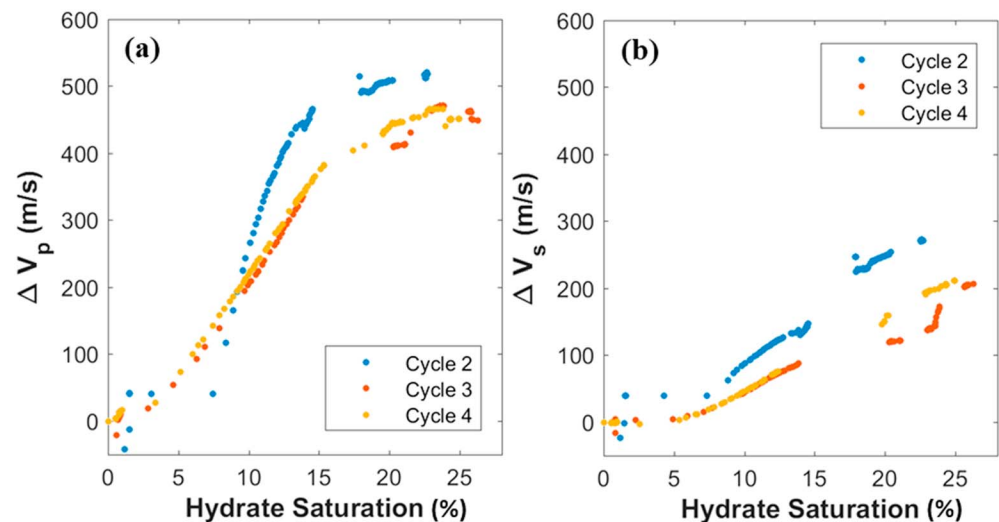 (a)
600
500
400
300
200
100
0
Δ Vp (m/s)
Cycle 2
Cycle 3
Cycle 4
0 5 10 15 20 25
Hydrate Saturation (%)
(b)
600
500
400
300
200
100
0
Δ Vs (m/s)
Cycle 2
Cycle 3
Cycle 4
0 5 10 15 20 25
Hydrate Saturation (%)